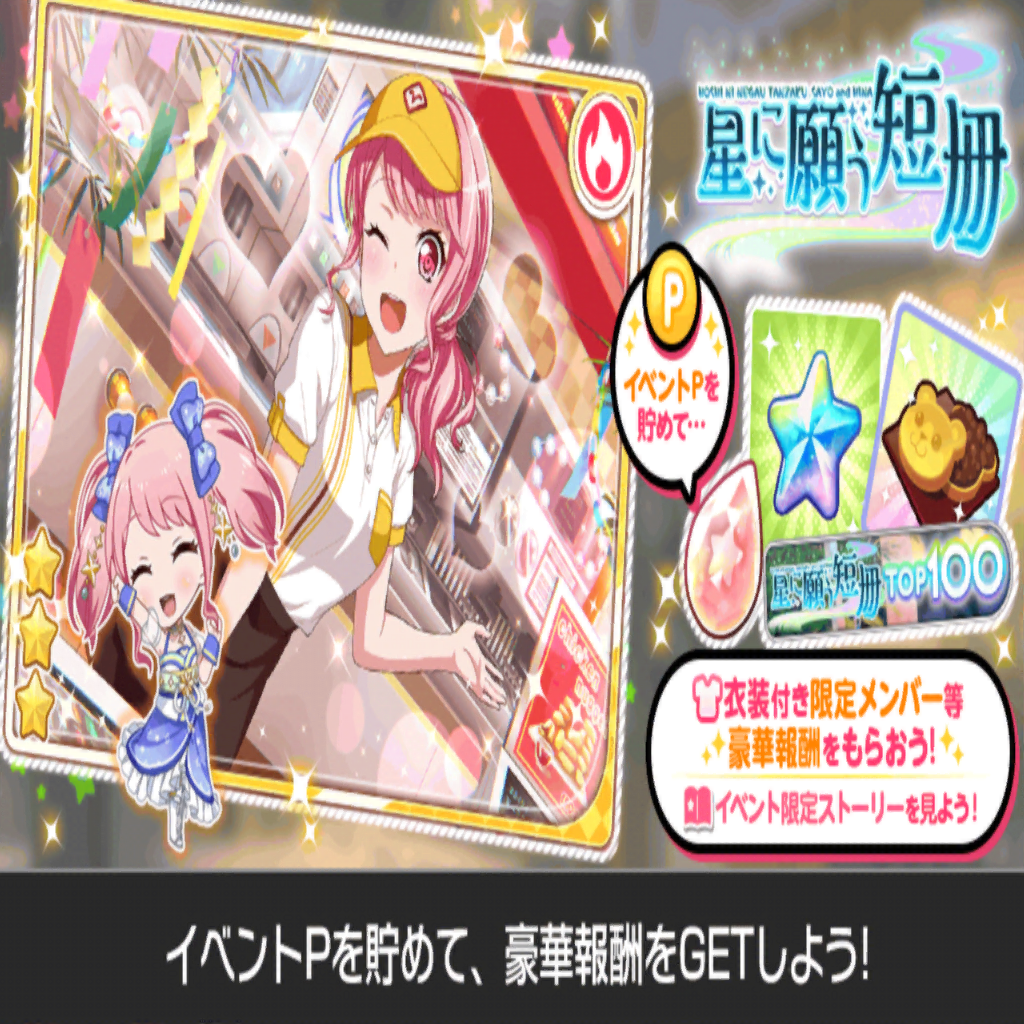 HOSHI NI NEGAU TANZAKU SAYO and HINA
星に願う短冊
P
イベントPを
貯めて…
星に願う短冊 TOP100
衣装付き限定メンバー等
豪華報酬をもらおう!
イベント限定ストーリーを見よう!
イベントPを貯めて、豪華報酬をGETしよう!